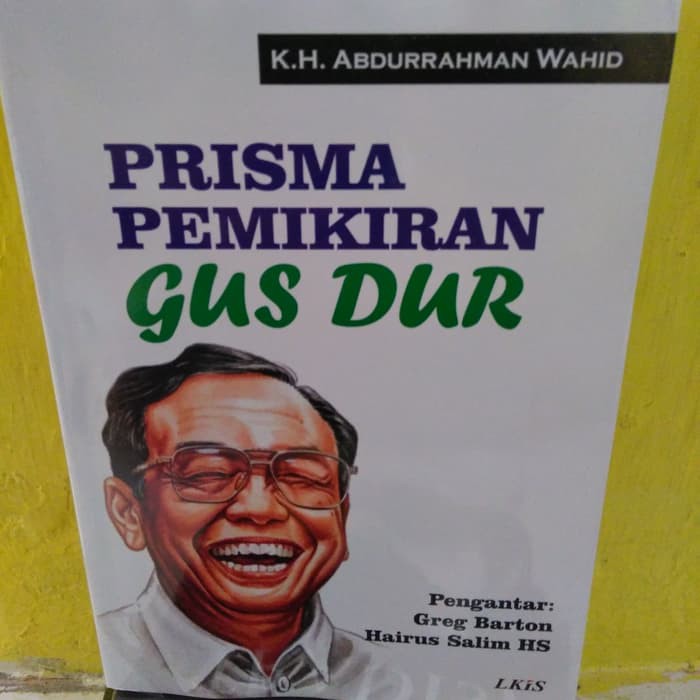 K.H. ABDURRAHMAN WAHID
PRISMA
PEMIKIRAN
GUS DUR
Pengantar:
Greg Barton
Hairus Salim HS
LKiS